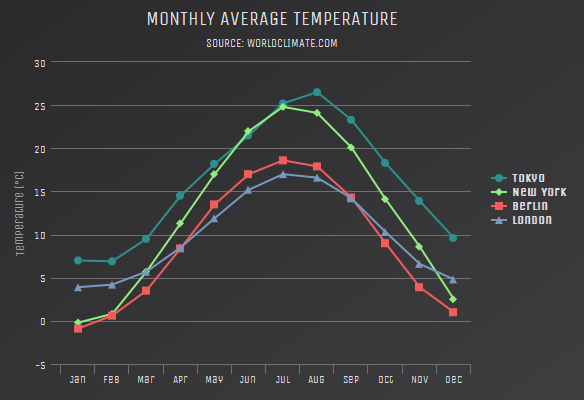 MONTHLY AVERAGE TEMPERATURE
SOURCE: WORLDCLIMATE.COM
Temperature (°C)
30
25
20
15
10
5
0
-5
Jan Feb Mar Apr May Jun Jul Aug Sep Oct Nov Dec
Tokyo
New York
Berlin
London